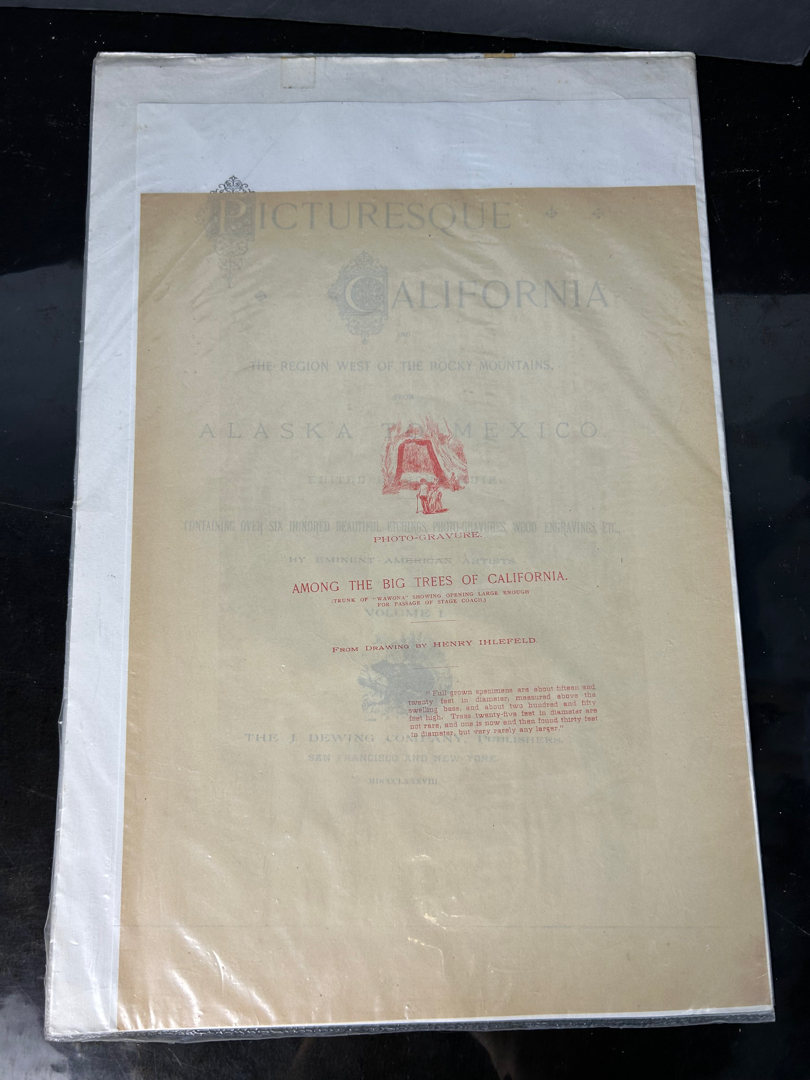 PICTURESQUE
CALIFORNIA
THE REGION WEST OF THE ROCKY MOUNTAINS,
FROM
ALASKA TO MEXICO.
EDITED
CONTAINING OVER SIX HUNDRED BEAUTIFUL ETCHINGS, PHOTO-GRAVURES, WOOD ENGRAVINGS, ETC.,
PHOTO-GRAVURE.
BY EMINENT AMERICAN ARTISTS.
AMONG THE BIG TREES OF CALIFORNIA.
(TRUNK OF "WAWONA" SHOWING OPENING LARGE ENOUGH
FOR PASSAGE OF STAGE COACH.)
VOLUME I
FROM DRAWING BY HENRY IHLEFELD.
"Full grown specimens are about fifteen and
twenty feet in diameter, measured above the
swelling base, and about two hundred and fifty
feet high. Trees twenty-five feet in diameter are
not rare, and one is now and then found thirty feet
in diameter, but very rarely any larger."
THE J. DEWING COMPANY, PUBLISHERS,
SAN FRANCISCO AND NEW YORK.
MDCCCLXXXVIII